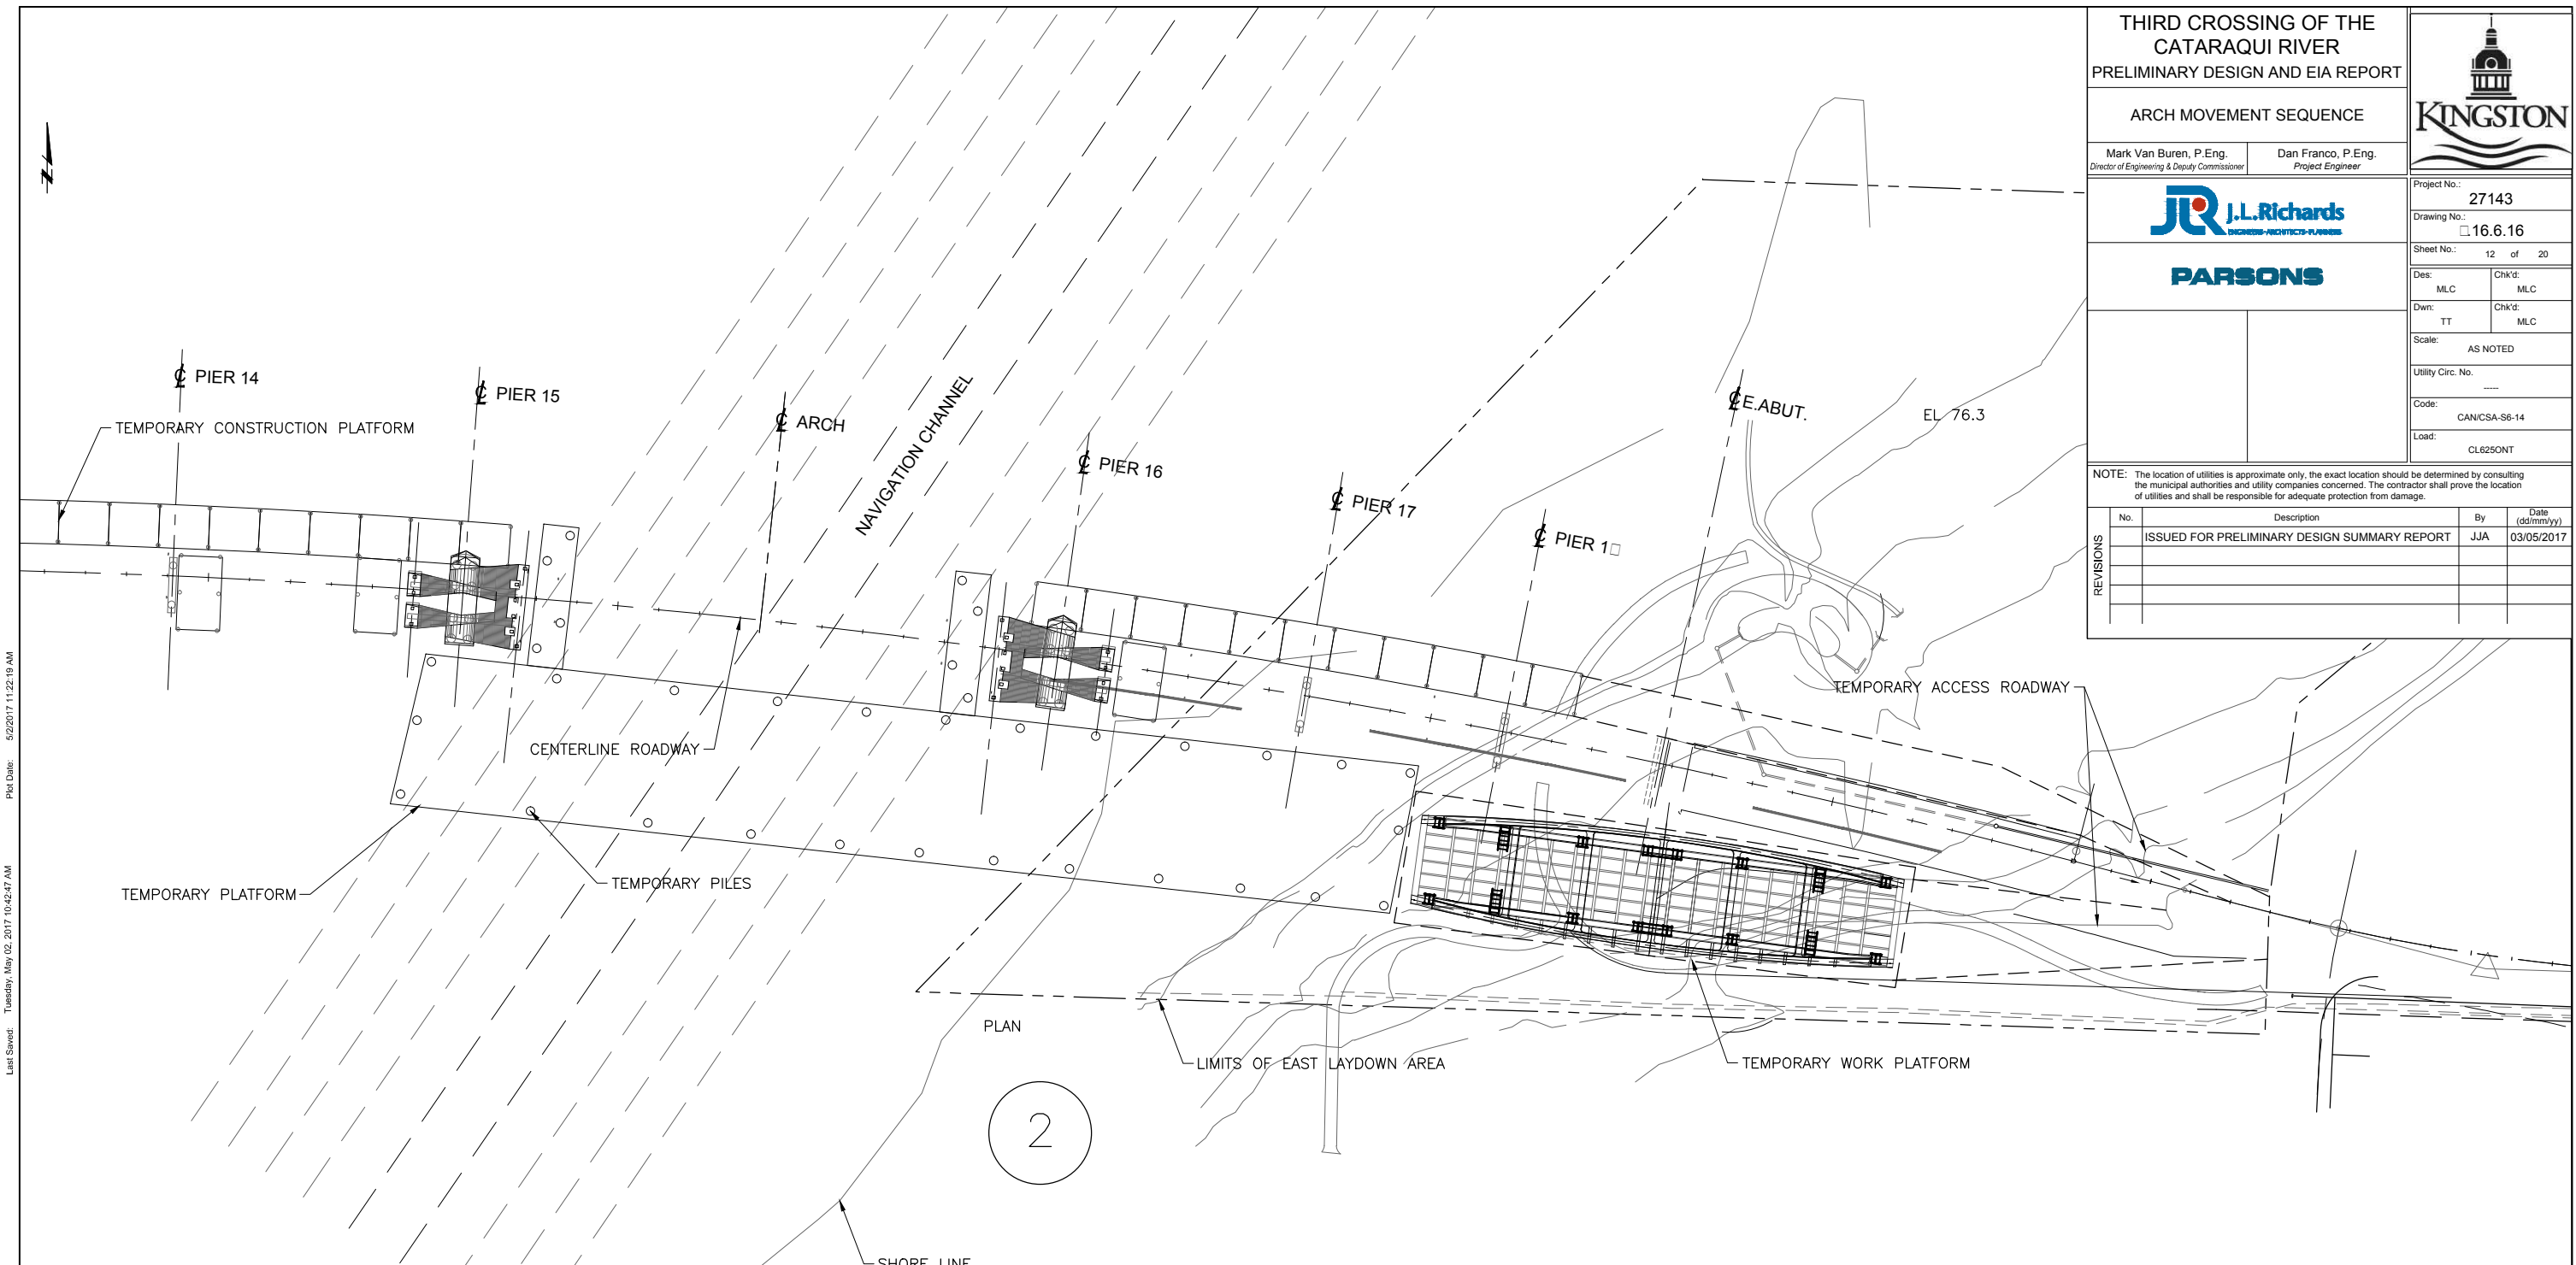 THIRD CROSSING OF THE
CATARAQUI RIVER
PRELIMINARY DESIGN AND EIA REPORT
ARCH MOVEMENT SEQUENCE
Mark Van Buren, P.Eng.
Director of Engineering & Deputy Commissioner
Dan Franco, P.Eng.
Project Engineer
KINGSTON
J.L.Richards
ENGINEERS·ARCHITECTS·PLANNERS
PARSONS
Project No.:
27143
Drawing No.:
□.16.6.16
Sheet No.: 12 of 20
Des: MLC
Chk'd: MLC
Dwn: TT
Chk'd: MLC
Scale:
AS NOTED
Utility Circ. No.
-----
Code:
CAN/CSA-S6-14
Load:
CL625ONT
NOTE: The location of utilities is approximate only, the exact location should be determined by consulting
the municipal authorities and utility companies concerned. The contractor shall prove the location
of utilities and shall be responsible for adequate protection from damage.
REVISIONS
No. Description By Date (dd/mm/yy)
ISSUED FOR PRELIMINARY DESIGN SUMMARY REPORT JJA 03/05/2017
℄ PIER 14
℄ PIER 15
℄ ARCH
℄ PIER 16
℄ PIER 17
℄ PIER 1□
℄ E.ABUT.
EL 76.3
NAVIGATION CHANNEL
TEMPORARY CONSTRUCTION PLATFORM
CENTERLINE ROADWAY
TEMPORARY ACCESS ROADWAY
TEMPORARY PLATFORM
TEMPORARY PILES
PLAN
LIMITS OF EAST LAYDOWN AREA
TEMPORARY WORK PLATFORM
2
SHORE LINE
Plot Date: 5/2/2017 11:22:19 AM
Last Saved: Tuesday, May 02, 2017 10:42:47 AM